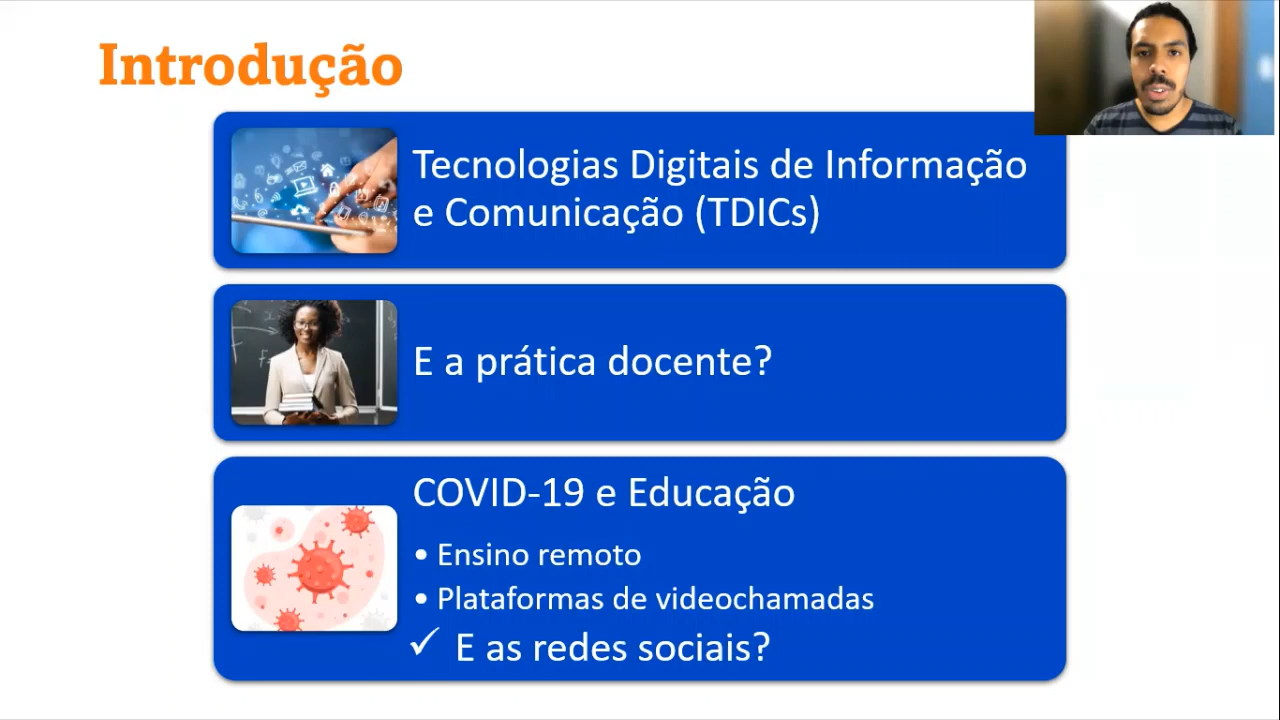 Introdução
Tecnologias Digitais de Informação
e Comunicação (TDICs)
E a prática docente?
COVID-19 e Educação
• Ensino remoto
• Plataformas de videochamadas
✓ E as redes sociais?